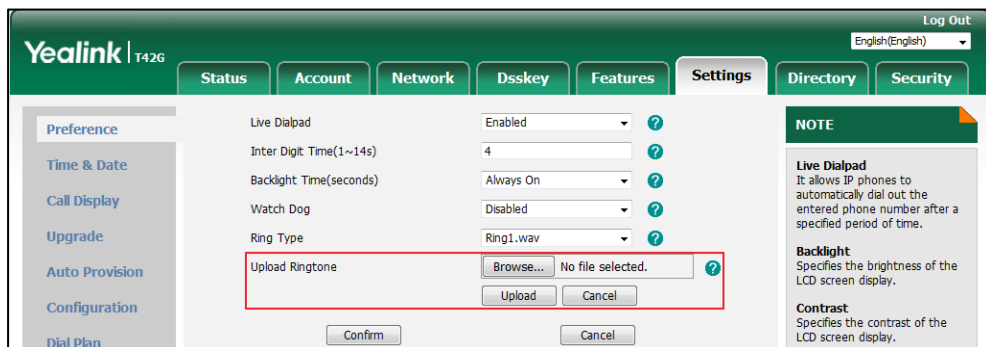 Log Out
English(English)
Yealink | T42G
Status Account Network Dsskey Features Settings Directory Security
Preference
Time & Date
Call Display
Upgrade
Auto Provision
Configuration
Dial Plan
Live Dialpad Enabled ?
Inter Digit Time(1~14s) 4 ?
Backlight Time(seconds) Always On ?
Watch Dog Disabled ?
Ring Type Ring1.wav ?
Upload Ringtone Browse... No file selected. ?
Upload Cancel
Confirm Cancel
NOTE
Live Dialpad
It allows IP phones to
automatically dial out the
entered phone number after a
specified period of time.
Backlight
Specifies the brightness of the
LCD screen display.
Contrast
Specifies the contrast of the
LCD screen display.